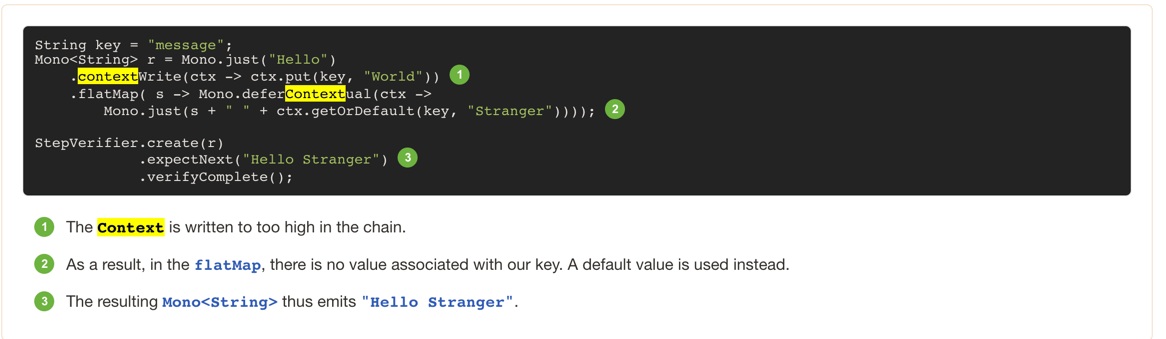 String key = "message";
Mono<String> r = Mono.just("Hello")
    .contextWrite(ctx -> ctx.put(key, "World")) 1
    .flatMap( s -> Mono.deferContextual(ctx ->
        Mono.just(s + " " + ctx.getOrDefault(key, "Stranger")))); 2
StepVerifier.create(r)
            .expectNext("Hello Stranger") 3
            .verifyComplete();
1 The Context is written to too high in the chain.
2 As a result, in the flatMap, there is no value associated with our key. A default value is used instead.
3 The resulting Mono<String> thus emits "Hello Stranger".